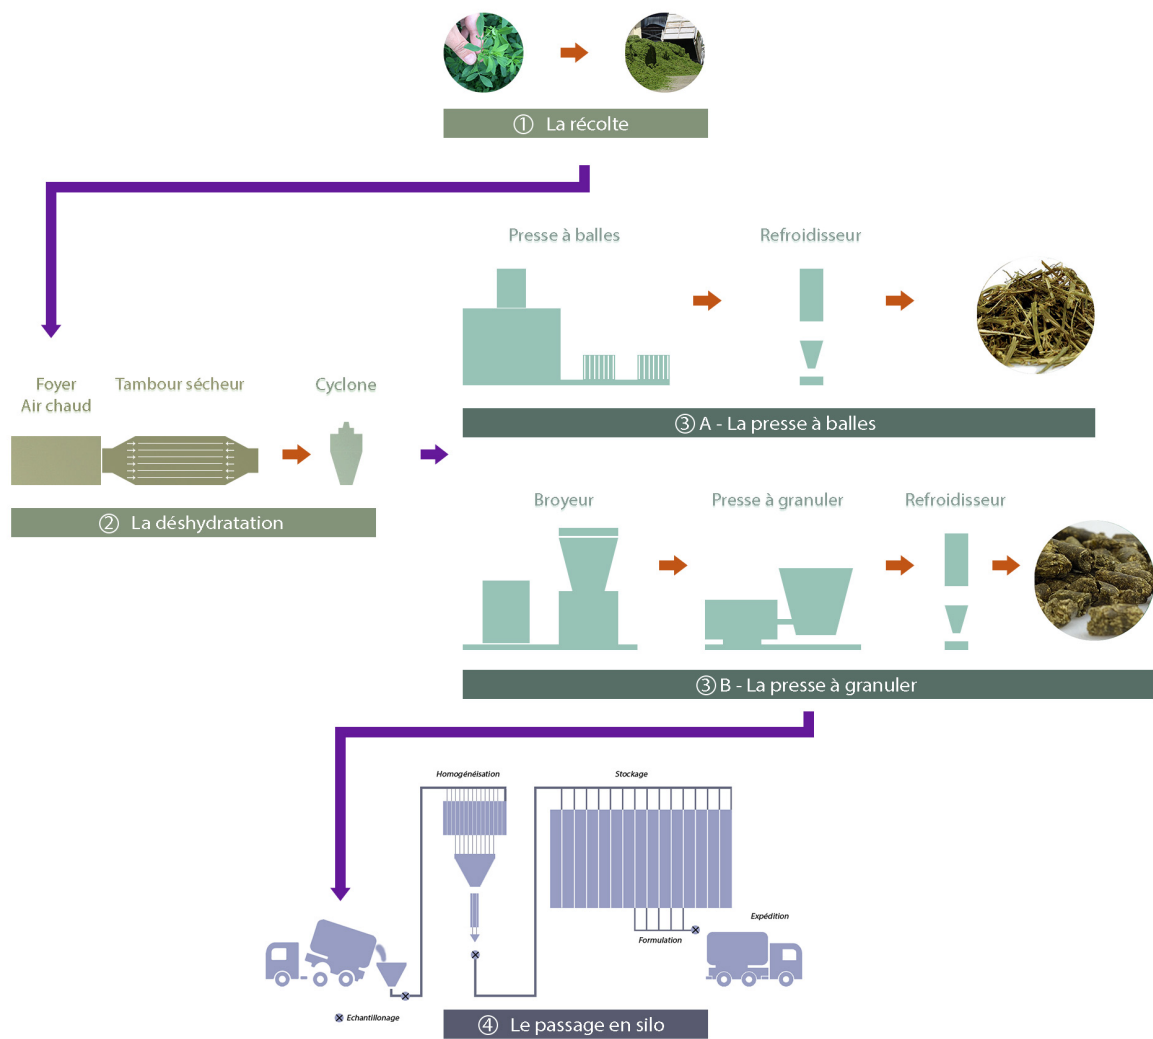 ① La récolte
Presse à balles
Refroidisseur
Foyer
Air chaud
Tambour sécheur
Cyclone
③ A - La presse à balles
② La déshydratation
Broyeur
Presse à granuler
Refroidisseur
③ B - La presse à granuler
Homogénéisation
Stockage
Expédition
Formulation
Echantillonage
④ Le passage en silo